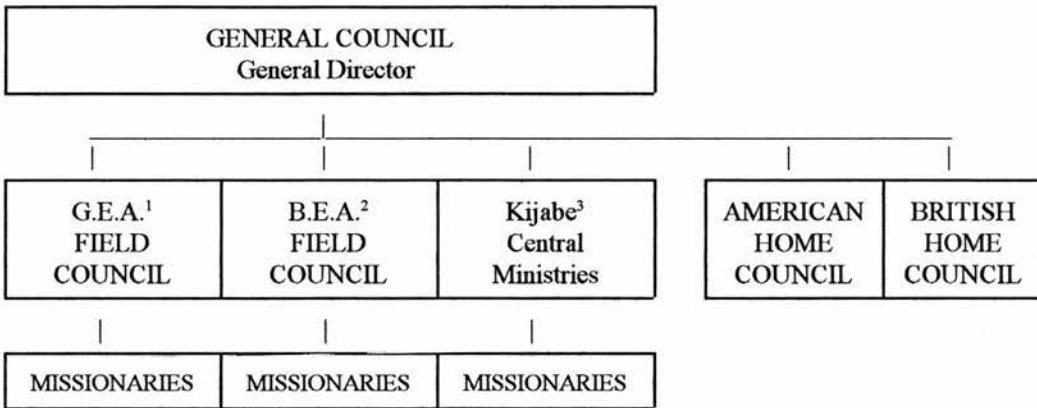 GENERAL COUNCIL
General Director
G.E.A.¹
FIELD
COUNCIL
B.E.A.²
FIELD
COUNCIL
Kijabe³
Central
Ministries
AMERICAN
HOME
COUNCIL
BRITISH
HOME
COUNCIL
MISSIONARIES
MISSIONARIES
MISSIONARIES